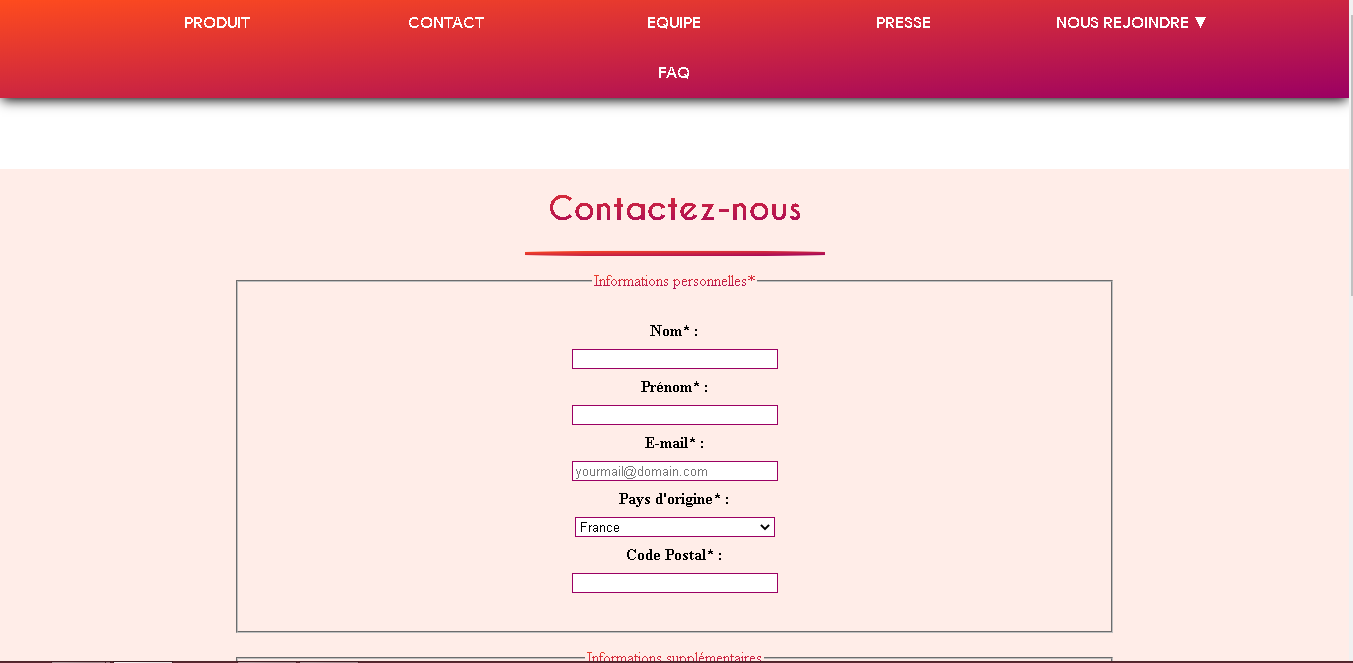 PRODUIT CONTACT EQUIPE PRESSE NOUS REJOINDRE ▼
FAQ
Contactez-nous
Informations personnelles*
Nom* :
Prénom* :
E-mail* :
yourmail@domain.com
Pays d'origine* :
France
Code Postal* :
Informations supplémentaires